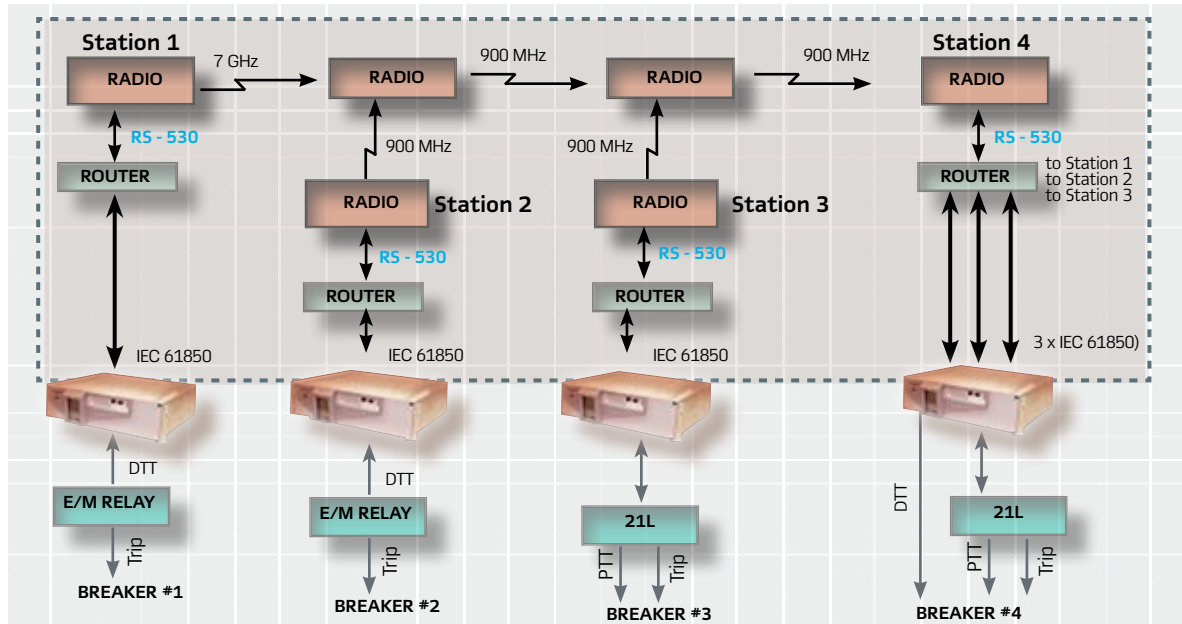 Station 1
RADIO
7 GHz
RADIO
900 MHz
RADIO
900 MHz
Station 4
RADIO
RS - 530
ROUTER
900 MHz
RADIO
Station 2
RS - 530
ROUTER
900 MHz
RADIO
Station 3
RS - 530
ROUTER
RS - 530
ROUTER
to Station 1
to Station 2
to Station 3
IEC 61850
IEC 61850
IEC 61850
3 x IEC 61850)
DTT
E/M RELAY
Trip
BREAKER #1
DTT
E/M RELAY
Trip
BREAKER #2
21L
PTT
Trip
BREAKER #3
DTT
21L
PTT
Trip
BREAKER #4